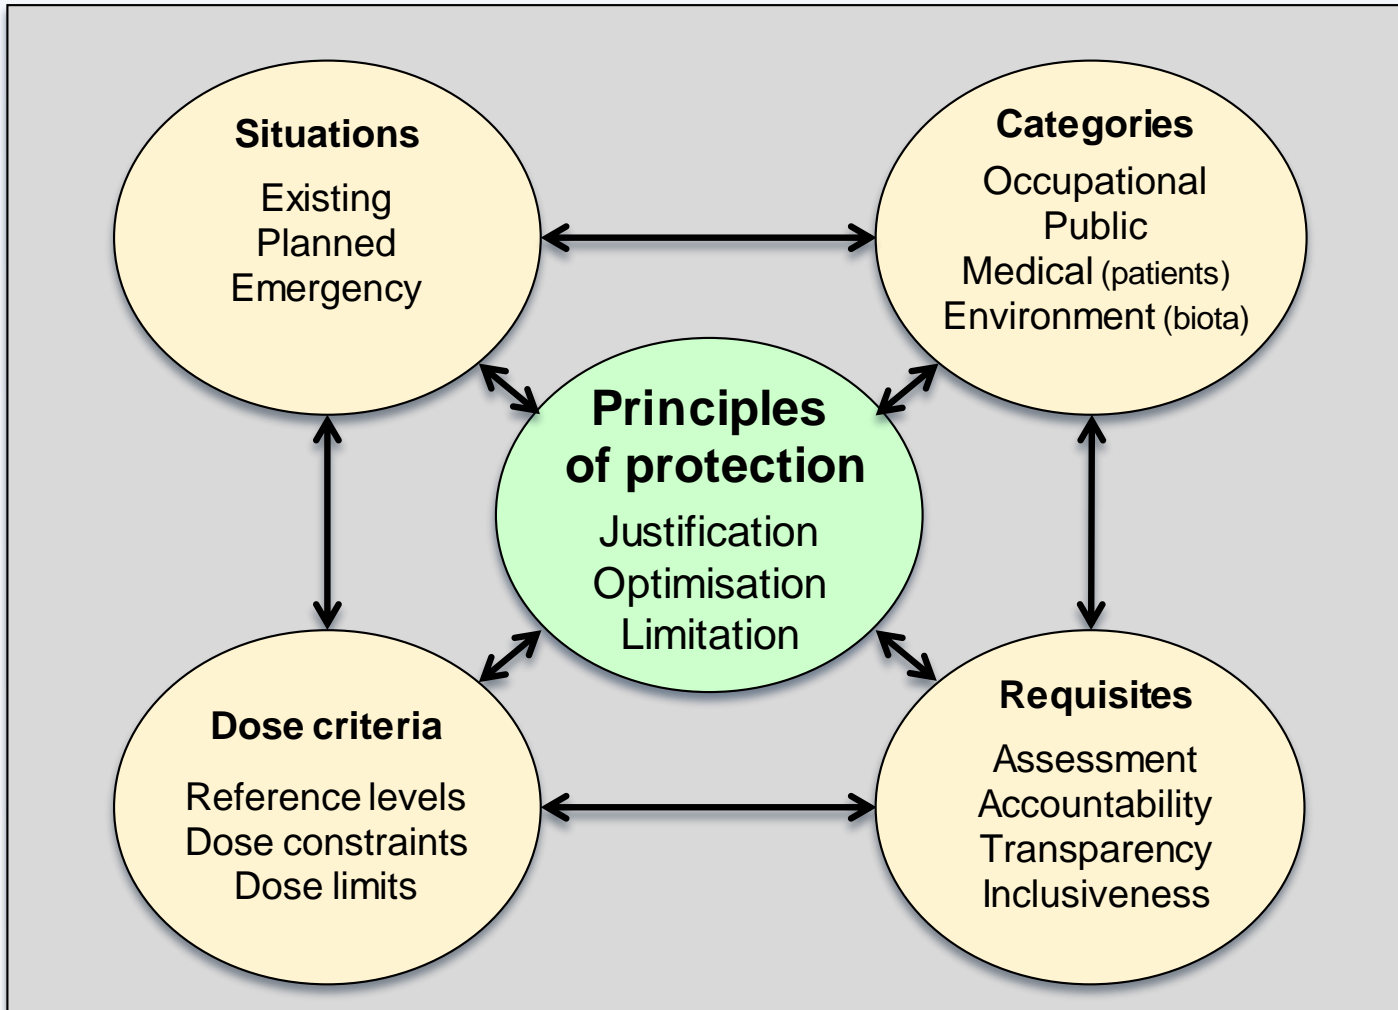 Situations
Existing
Planned
Emergency
Categories
Occupational
Public
Medical (patients)
Environment (biota)
Principles
of protection
Justification
Optimisation
Limitation
Dose criteria
Reference levels
Dose constraints
Dose limits
Requisites
Assessment
Accountability
Transparency
Inclusiveness